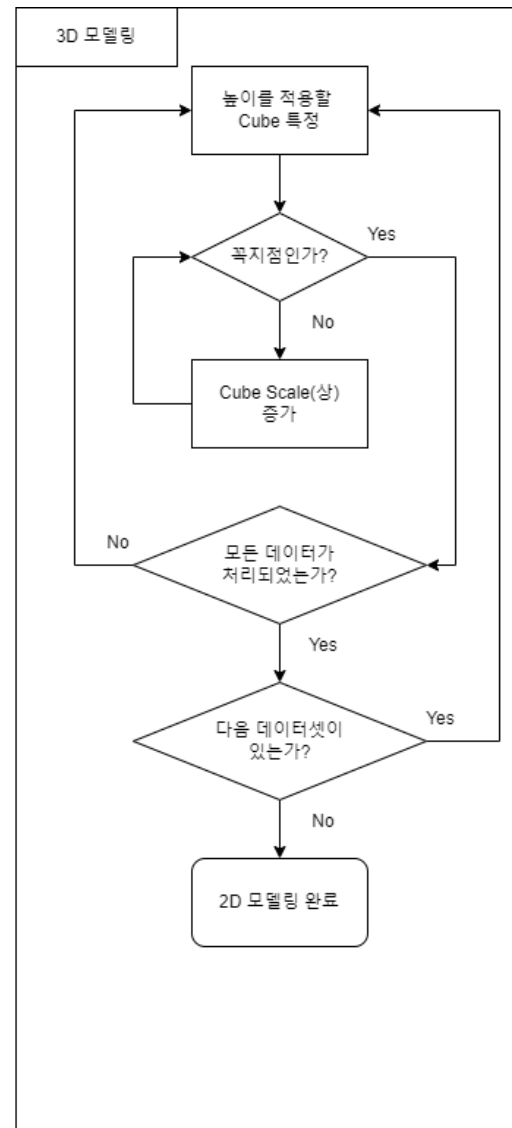 3D 모델링
높이를 적용할
Cube 특정
꼭지점인가?
Yes
No
Cube Scale(상)
증가
모든 데이터가
처리되었는가?
No
Yes
다음 데이터셋이
있는가?
Yes
No
2D 모델링 완료